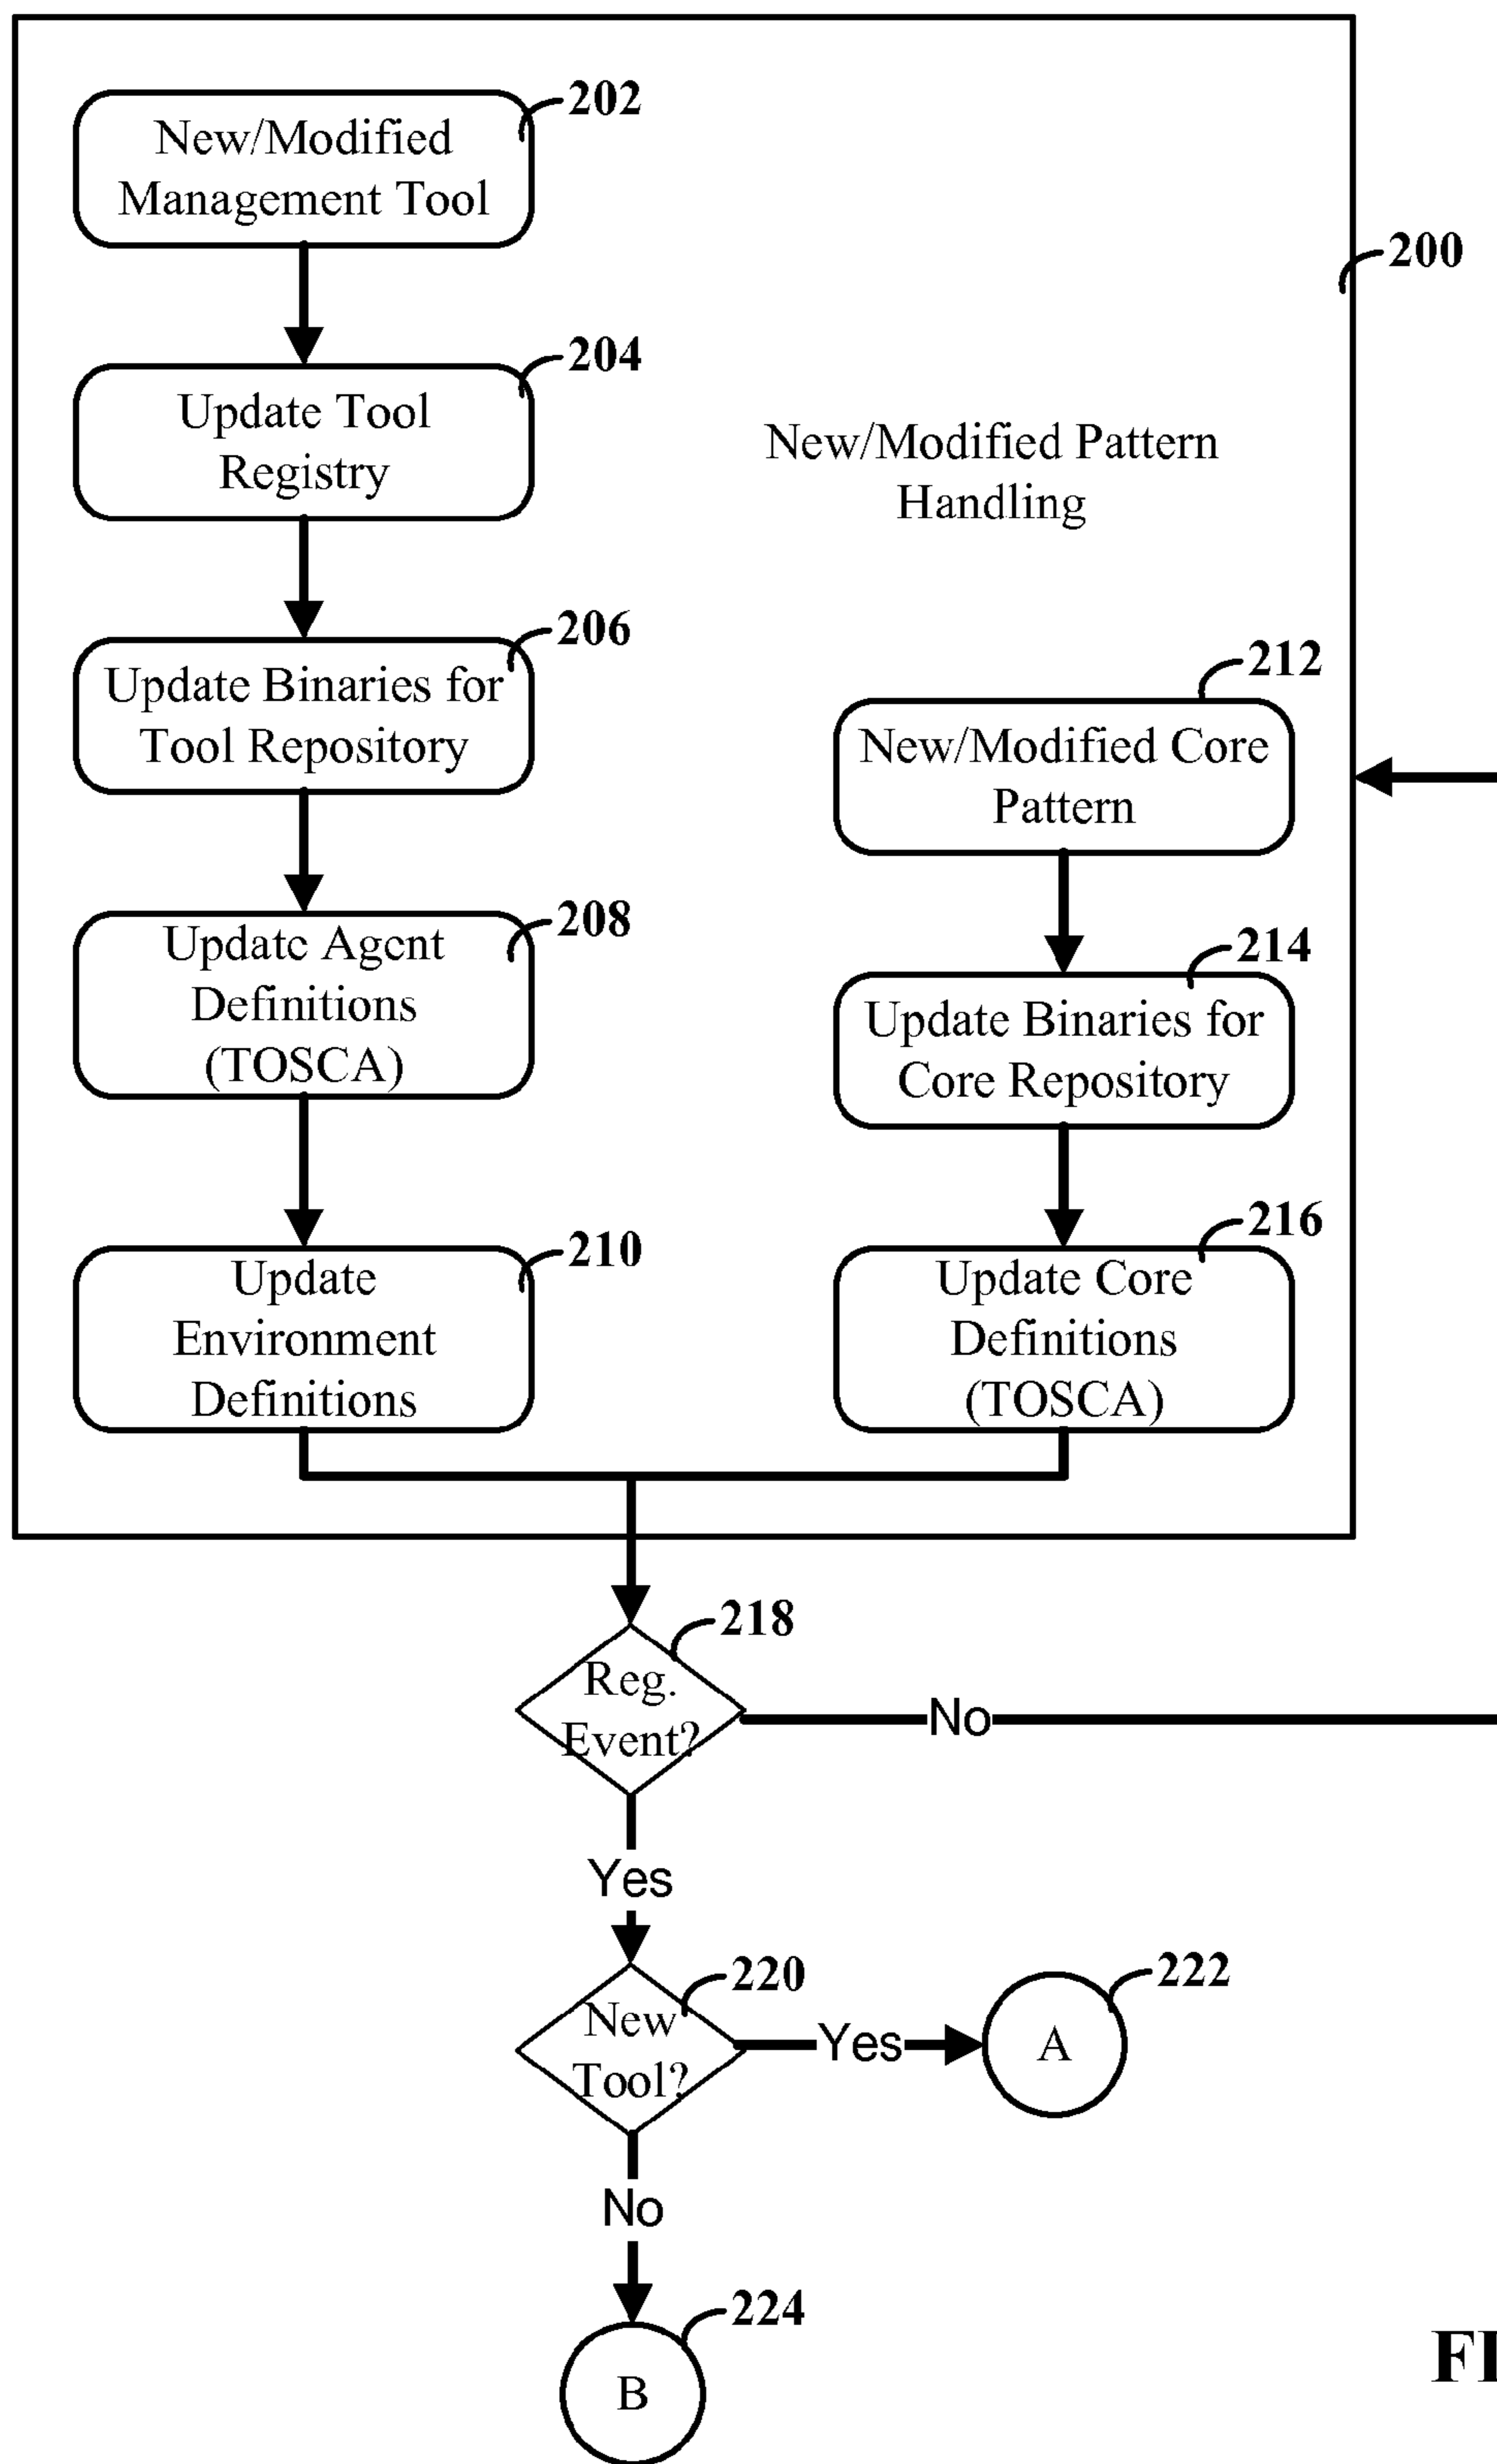 202
New/Modified
Management Tool
200
204
Update Tool
Registry
New/Modified Pattern
Handling
206
Update Binaries for
Tool Repository
212
New/Modified Core
Pattern
208
Update Agent
Definitions
(TOSCA)
214
Update Binaries for
Core Repository
210
Update
Environment
Definitions
216
Update Core
Definitions
(TOSCA)
218
Reg.
Event?
No
Yes
220
New
Tool?
Yes
222
A
No
224
B